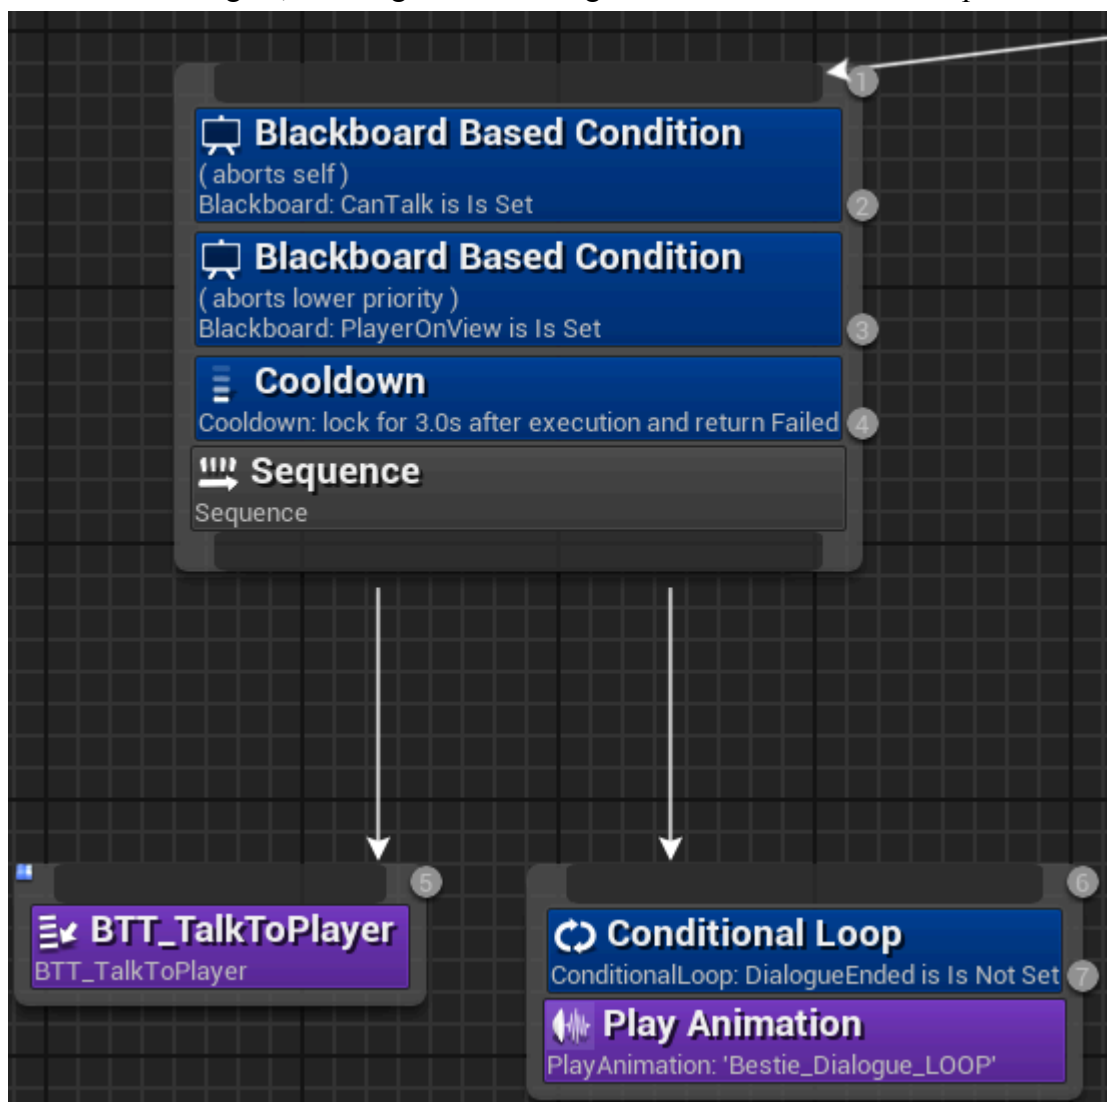 1
Blackboard Based Condition
( aborts self )
Blackboard: CanTalk is Is Set
2
Blackboard Based Condition
( aborts lower priority )
Blackboard: PlayerOnView is Is Set
3
Cooldown
Cooldown: lock for 3.0s after execution and return Failed
4
Sequence
Sequence
5
BTT_TalkToPlayer
BTT_TalkToPlayer
6
Conditional Loop
ConditionalLoop: DialogueEnded is Is Not Set
7
Play Animation
PlayAnimation: 'Bestie_Dialogue_LOOP'